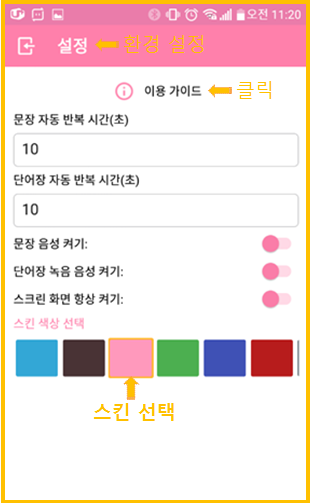 오전 11:20
설정 환경 설정
이용 가이드 클릭
문장 자동 반복 시간(초)
10
단어장 자동 반복 시간(초)
10
문장 음성 켜기:
단어장 녹음 음성 켜기:
스크린 화면 항상 켜기:
스킨 색상 선택
스킨 선택